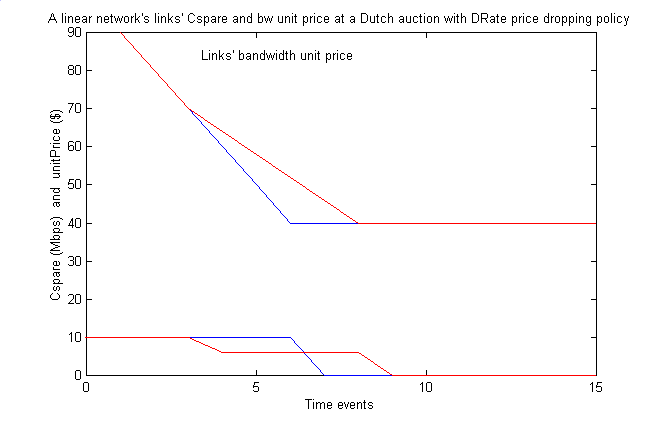 A linear network's links' Cspare and bw unit price at a Dutch auction with DRate price dropping policy
Links' bandwidth unit price
Cspare (Mbps) and unitPrice ($)
90
80
70
60
50
40
30
20
10
0
0 5 10 15
Time events